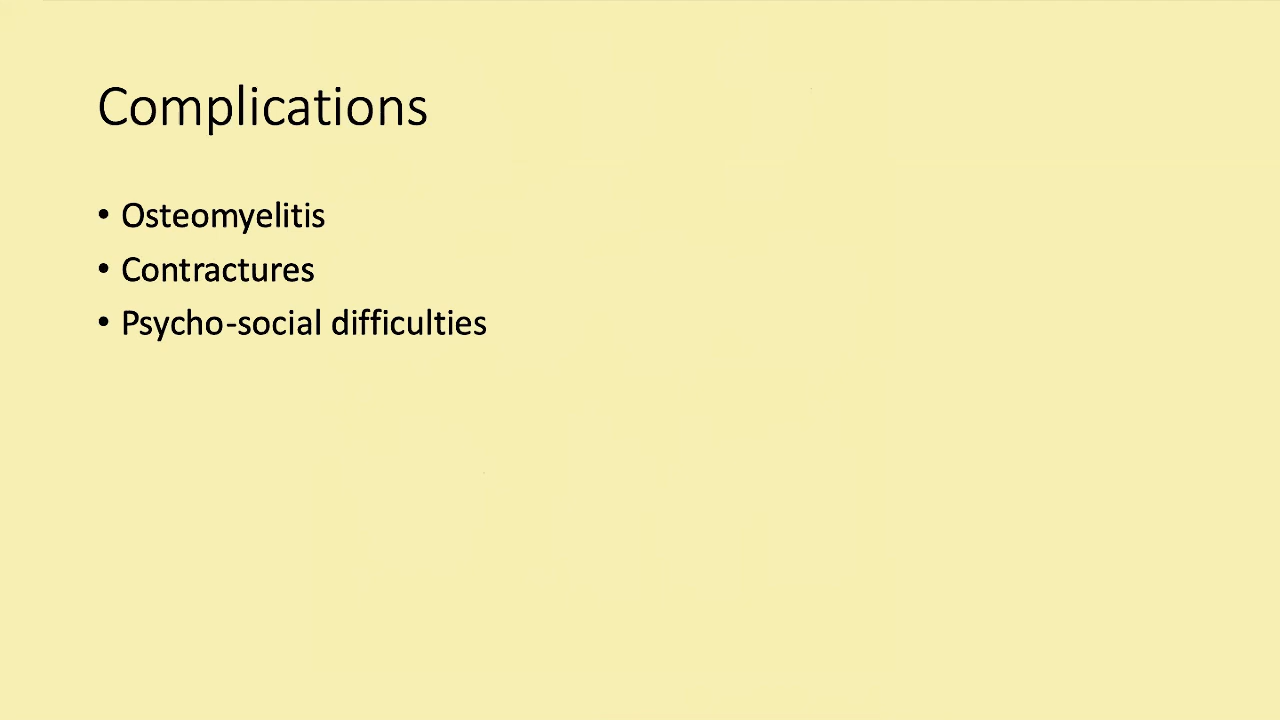 Complications
• Osteomyelitis
• Contractures
• Psycho-social difficulties